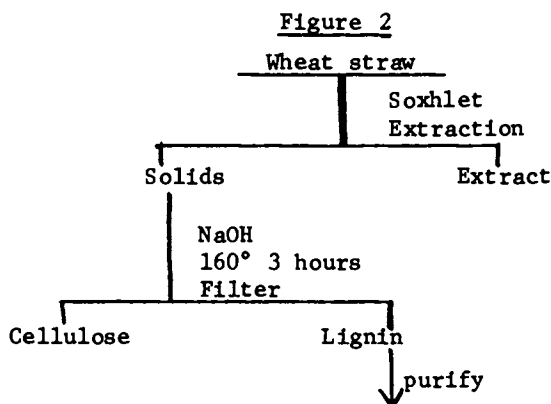 Figure 2
Wheat straw
Soxhlet
Extraction
Solids
Extract
NaOH
160° 3 hours
Filter
Cellulose
Lignin
purify